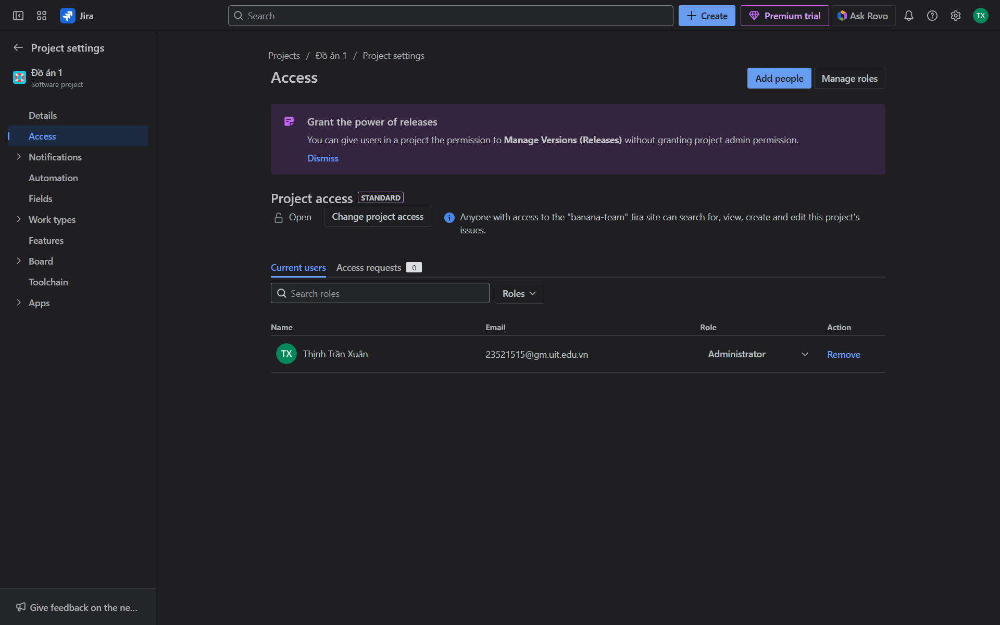 Jira
Search
Create
Premium trial
Ask Rovo
TX
Project settings
Đồ án 1
Software project
Details
Access
Notifications
Automation
Fields
Work types
Features
Board
Toolchain
Apps
Give feedback on the ne...
Projects / Đồ án 1 / Project settings
Access
Add people
Manage roles
Grant the power of releases
You can give users in a project the permission to Manage Versions (Releases) without granting project admin permission.
Dismiss
Project access STANDARD
Open
Change project access
Anyone with access to the "banana-team" Jira site can search for, view, create and edit this project's
issues.
Current users
Access requests 0
Search roles
Roles
Name Email Role Action
TX Thịnh Trần Xuân 23521515@gm.uit.edu.vn Administrator Remove